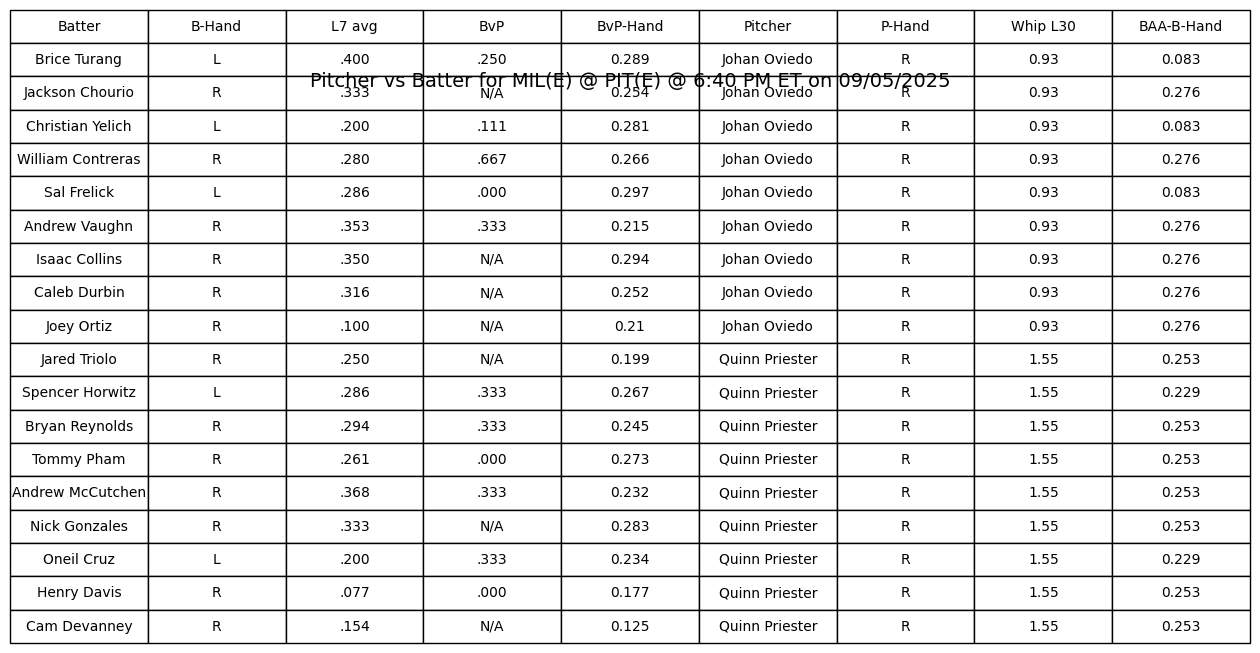 Batter B-Hand L7 avg BvP BvP-Hand Pitcher P-Hand Whip L30 BAA-B-Hand
Brice Turang L .400 .250 0.289 Johan Oviedo R 0.93 0.083
Pitcher vs Batter for MIL(E) @ PIT(E) @ 6:40 PM ET on 09/05/2025
Jackson Chourio R .333 N/A 0.254 Johan Oviedo R 0.93 0.276
Christian Yelich L .200 .111 0.281 Johan Oviedo R 0.93 0.083
William Contreras R .280 .667 0.266 Johan Oviedo R 0.93 0.276
Sal Frelick L .286 .000 0.297 Johan Oviedo R 0.93 0.083
Andrew Vaughn R .353 .333 0.215 Johan Oviedo R 0.93 0.276
Isaac Collins R .350 N/A 0.294 Johan Oviedo R 0.93 0.276
Caleb Durbin R .316 N/A 0.252 Johan Oviedo R 0.93 0.276
Joey Ortiz R .100 N/A 0.21 Johan Oviedo R 0.93 0.276
Jared Triolo R .250 N/A 0.199 Quinn Priester R 1.55 0.253
Spencer Horwitz L .286 .333 0.267 Quinn Priester R 1.55 0.229
Bryan Reynolds R .294 .333 0.245 Quinn Priester R 1.55 0.253
Tommy Pham R .261 .000 0.273 Quinn Priester R 1.55 0.253
Andrew McCutchen R .368 .333 0.232 Quinn Priester R 1.55 0.253
Nick Gonzales R .333 N/A 0.283 Quinn Priester R 1.55 0.253
Oneil Cruz L .200 .333 0.234 Quinn Priester R 1.55 0.229
Henry Davis R .077 .000 0.177 Quinn Priester R 1.55 0.253
Cam Devanney R .154 N/A 0.125 Quinn Priester R 1.55 0.253